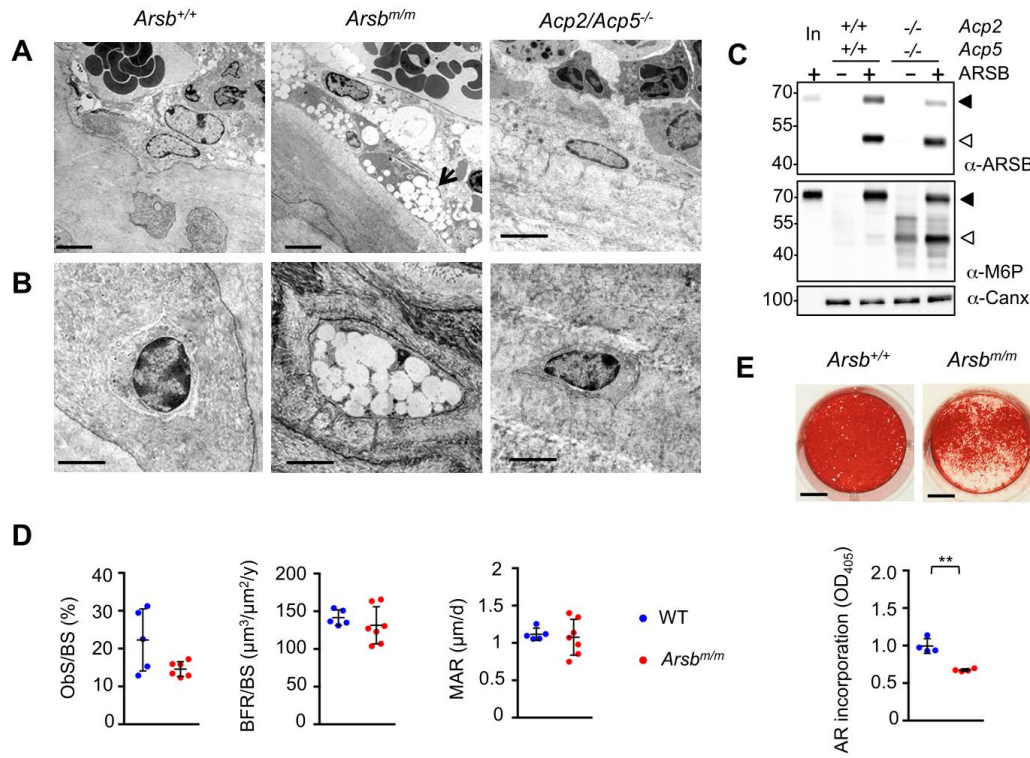 Arsb+/+ Arsbm/m Acp2/Acp5-/-
A
B
C
In +/+ -/- Acp2
+/+ -/- Acp5
+ − + − + ARSB
70
55
40
α-ARSB
70
55
40
α-M6P
100
α-Canx
E
Arsb+/+ Arsbm/m
D
ObS/BS (%)
40
30
20
10
0
BFR/BS (µm³/µm²/y)
200
150
100
50
0
MAR (µm/d)
2
1.5
1
0.5
0
WT
Arsbm/m
AR incorporation (OD405)
**
2.0
1.5
1.0
0.5
0